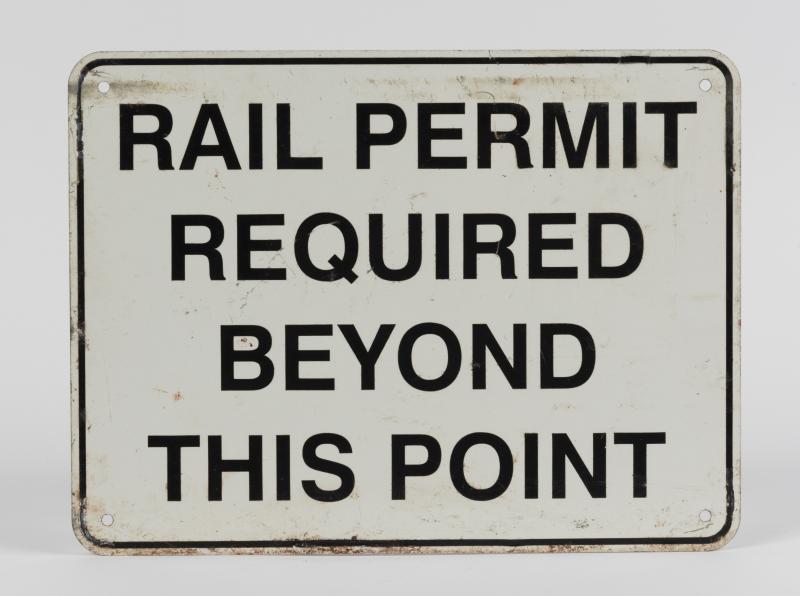 RAIL PERMIT
REQUIRED
BEYOND
THIS POINT